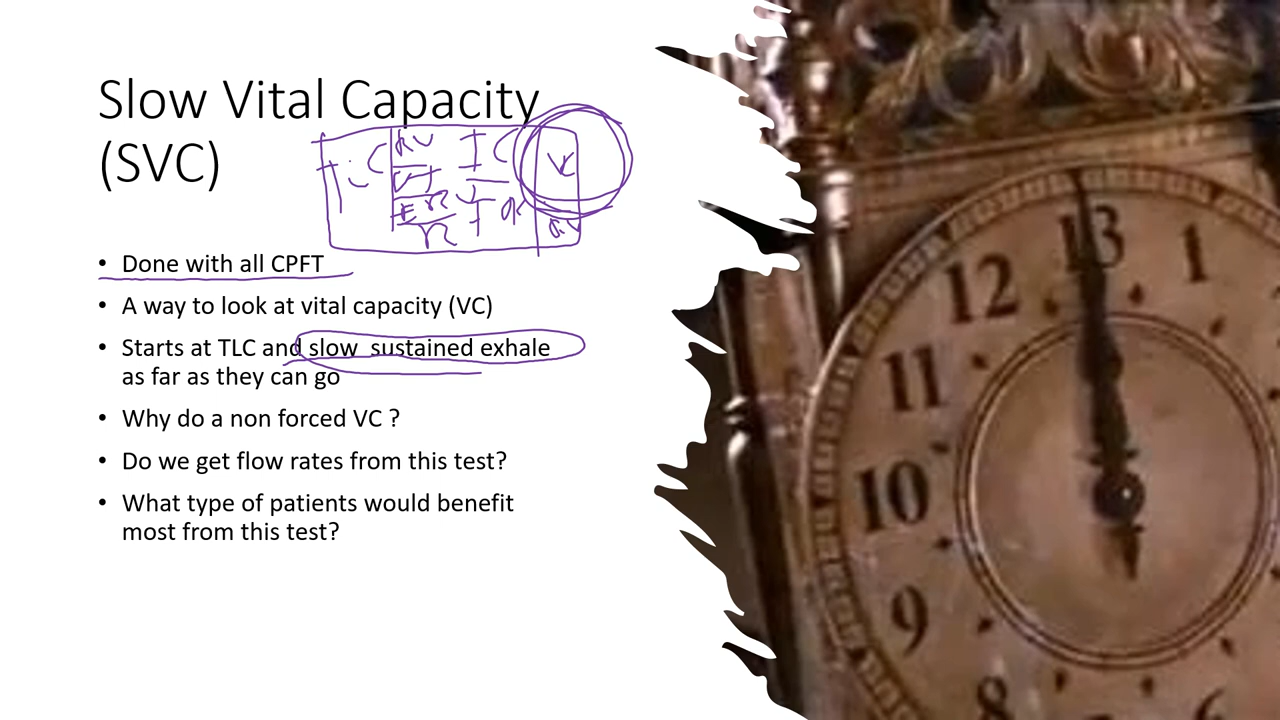 Slow Vital Capacity
(SVC)
IC
VC
• Done with all CPFT
• A way to look at vital capacity (VC)
• Starts at TLC and slow sustained exhale
as far as they can go
• Why do a non forced VC ?
• Do we get flow rates from this test?
• What type of patients would benefit
most from this test?
12
13
1
11
10
9
8
6